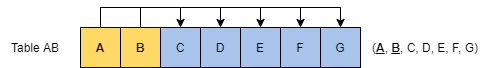 Table AB A B C D E F G (A, B, C, D, E, F, G)